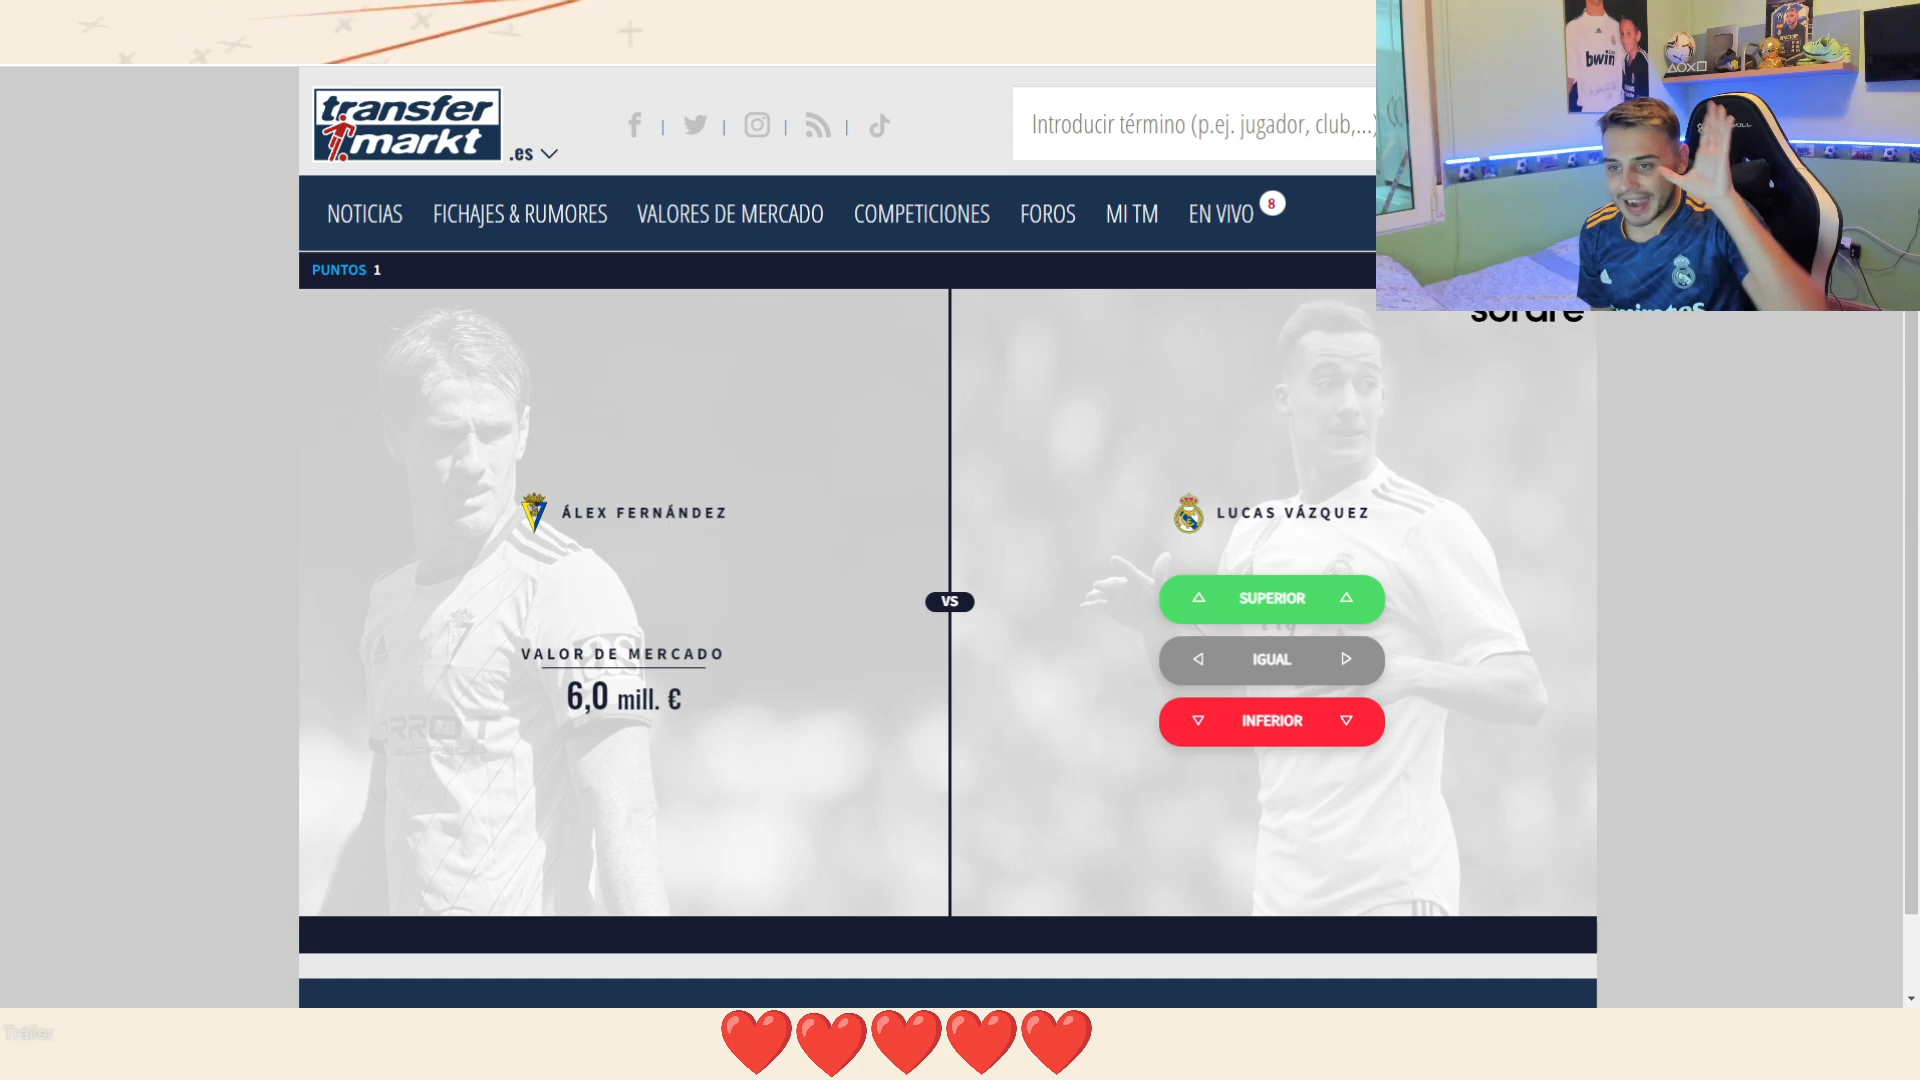 transfer
markt
.es
Introducir término (p.ej. jugador, club,...)
bwin
NOTICIAS FICHAJES & RUMORES VALORES DE MERCADO COMPETICIONES FOROS MI TM EN VIVO 8
PUNTOS 1
sorare
ÁLEX FERNÁNDEZ
LUCAS VÁZQUEZ
SUPERIOR
VS
VALOR DE MERCADO
6,0 mill. €
IGUAL
INFERIOR
Tráiler